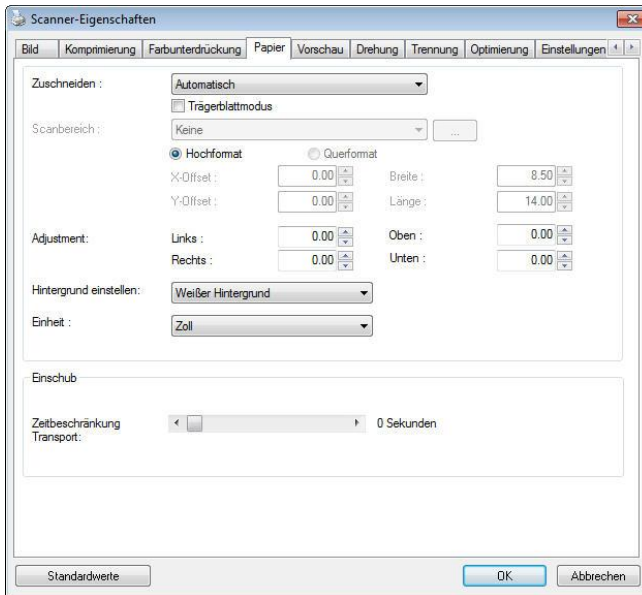 Scanner-Eigenschaften
Bild Komprimierung Farbunterdrückung Papier Vorschau Drehung Trennung Optimierung Einstellungen
Zuschneiden : Automatisch
Trägerblattmodus
Scanbereich : Keine ...
Hochformat Querformat
X-Offset : 0.00 Breite : 8.50
Y-Offset : 0.00 Länge : 14.00
Adjustment: Links : 0.00 Oben : 0.00
Rechts : 0.00 Unten : 0.00
Hintergrund einstellen: Weißer Hintergrund
Einheit : Zoll
Einschub
Zeitbeschränkung 0 Sekunden
Transport:
Standardwerte OK Abbrechen